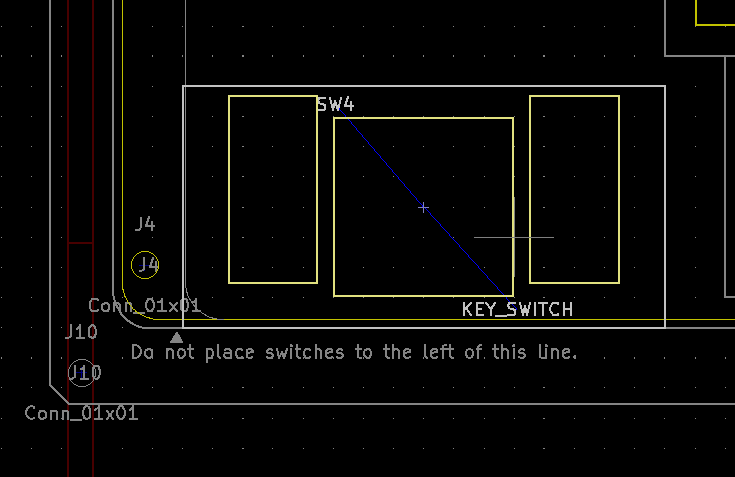 SW4
J4
J4
Conn_01x01
KEY_SWITCH
J10
Do not place switches to the left of this line.
J10
Conn_01x01